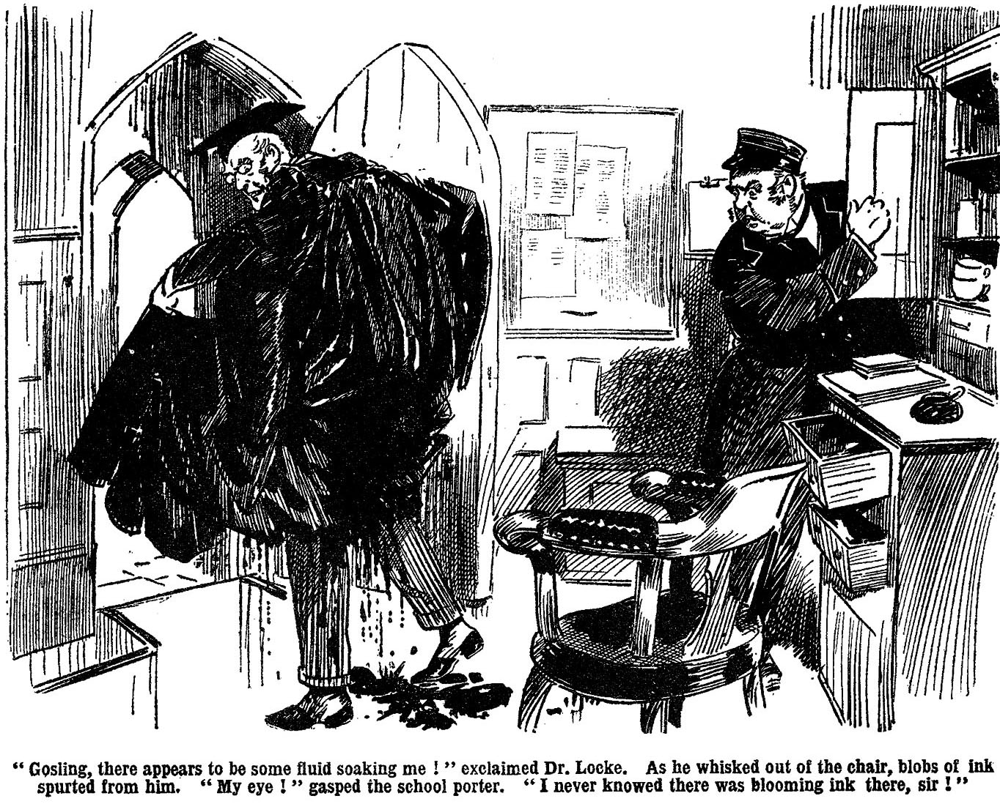 “ Gosling, there appears to be some fluid soaking me ! ” exclaimed Dr. Locke. As he whisked out of the chair, blobs of ink
spurted from him. “ My eye ! ” gasped the school porter. “ I never knowed there was blooming ink there, sir ! ”